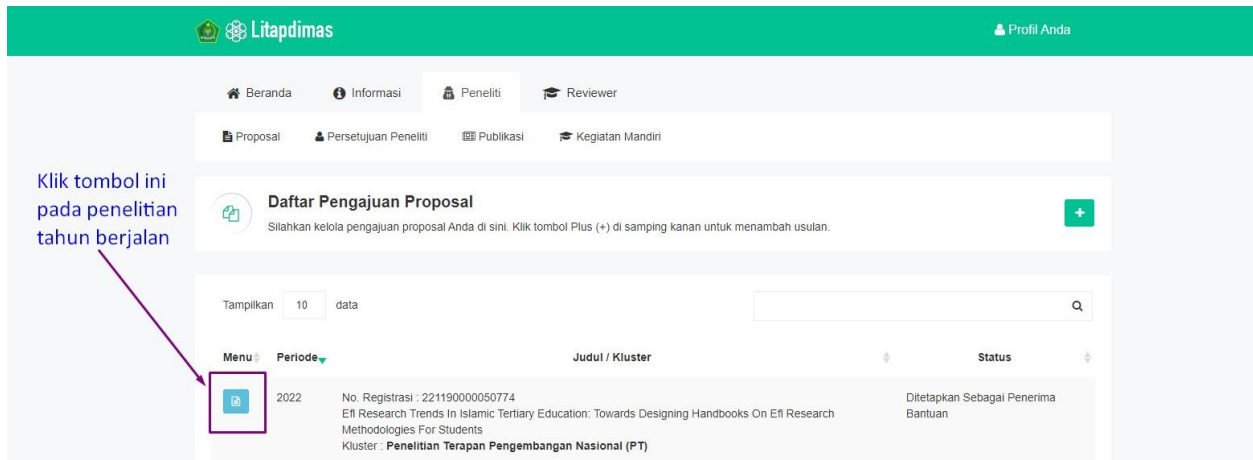 Litapdimas
Profil Anda
Beranda Informasi Peneliti Reviewer
Proposal Persetujuan Peneliti Publikasi Kegiatan Mandiri
Klik tombol ini
pada penelitian
tahun berjalan
Daftar Pengajuan Proposal
Silahkan kelola pengajuan proposal Anda di sini. Klik tombol Plus (+) di samping kanan untuk menambah usulan.
Tampilkan 10 data
Menu Periode Judul / Kluster Status
2022
No. Registrasi : 221190000050774
Efl Research Trends In Islamic Tertiary Education: Towards Designing Handbooks On Efl Research
Methodologies For Students
Kluster : Penelitian Terapan Pengembangan Nasional (PT)
Ditetapkan Sebagai Penerima
Bantuan